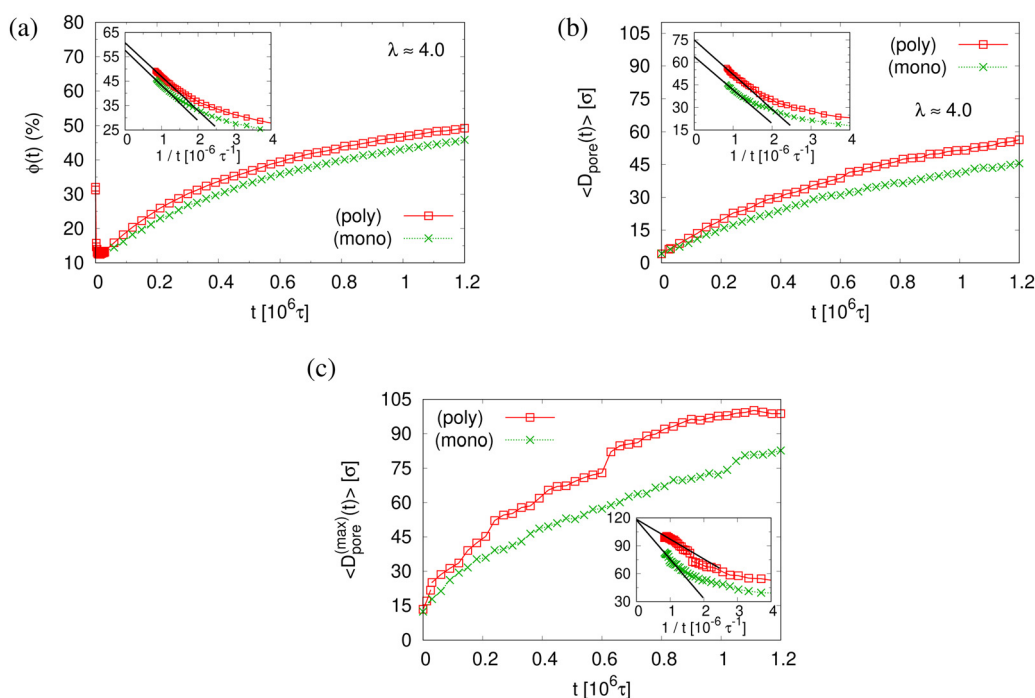 (a)
ϕ(t) (%)
80
70
60
50
40
30
20
10
λ ≈ 4.0
65
55
45
35
25
0 1 2 3 4
1 / t [10⁻⁶ τ⁻¹]
(poly)
(mono)
0 0.2 0.4 0.6 0.8 1.0 1.2
t [10⁶τ]
(b)
<D_pore(t)> [σ]
105
90
75
60
45
30
15
0
75
60
45
30
15
0 1 2 3 4
1 / t [10⁻⁶ τ⁻¹]
(poly)
(mono)
λ ≈ 4.0
0 0.2 0.4 0.6 0.8 1 1.2
t [10⁶τ]
(c)
<D_pore^(max)(t)> [σ]
105
90
75
60
45
30
15
0
(poly)
(mono)
120
90
60
30
0 1 2 3 4
1 / t [10⁻⁶ τ⁻¹]
0 0.2 0.4 0.6 0.8 1 1.2
t [10⁶τ]